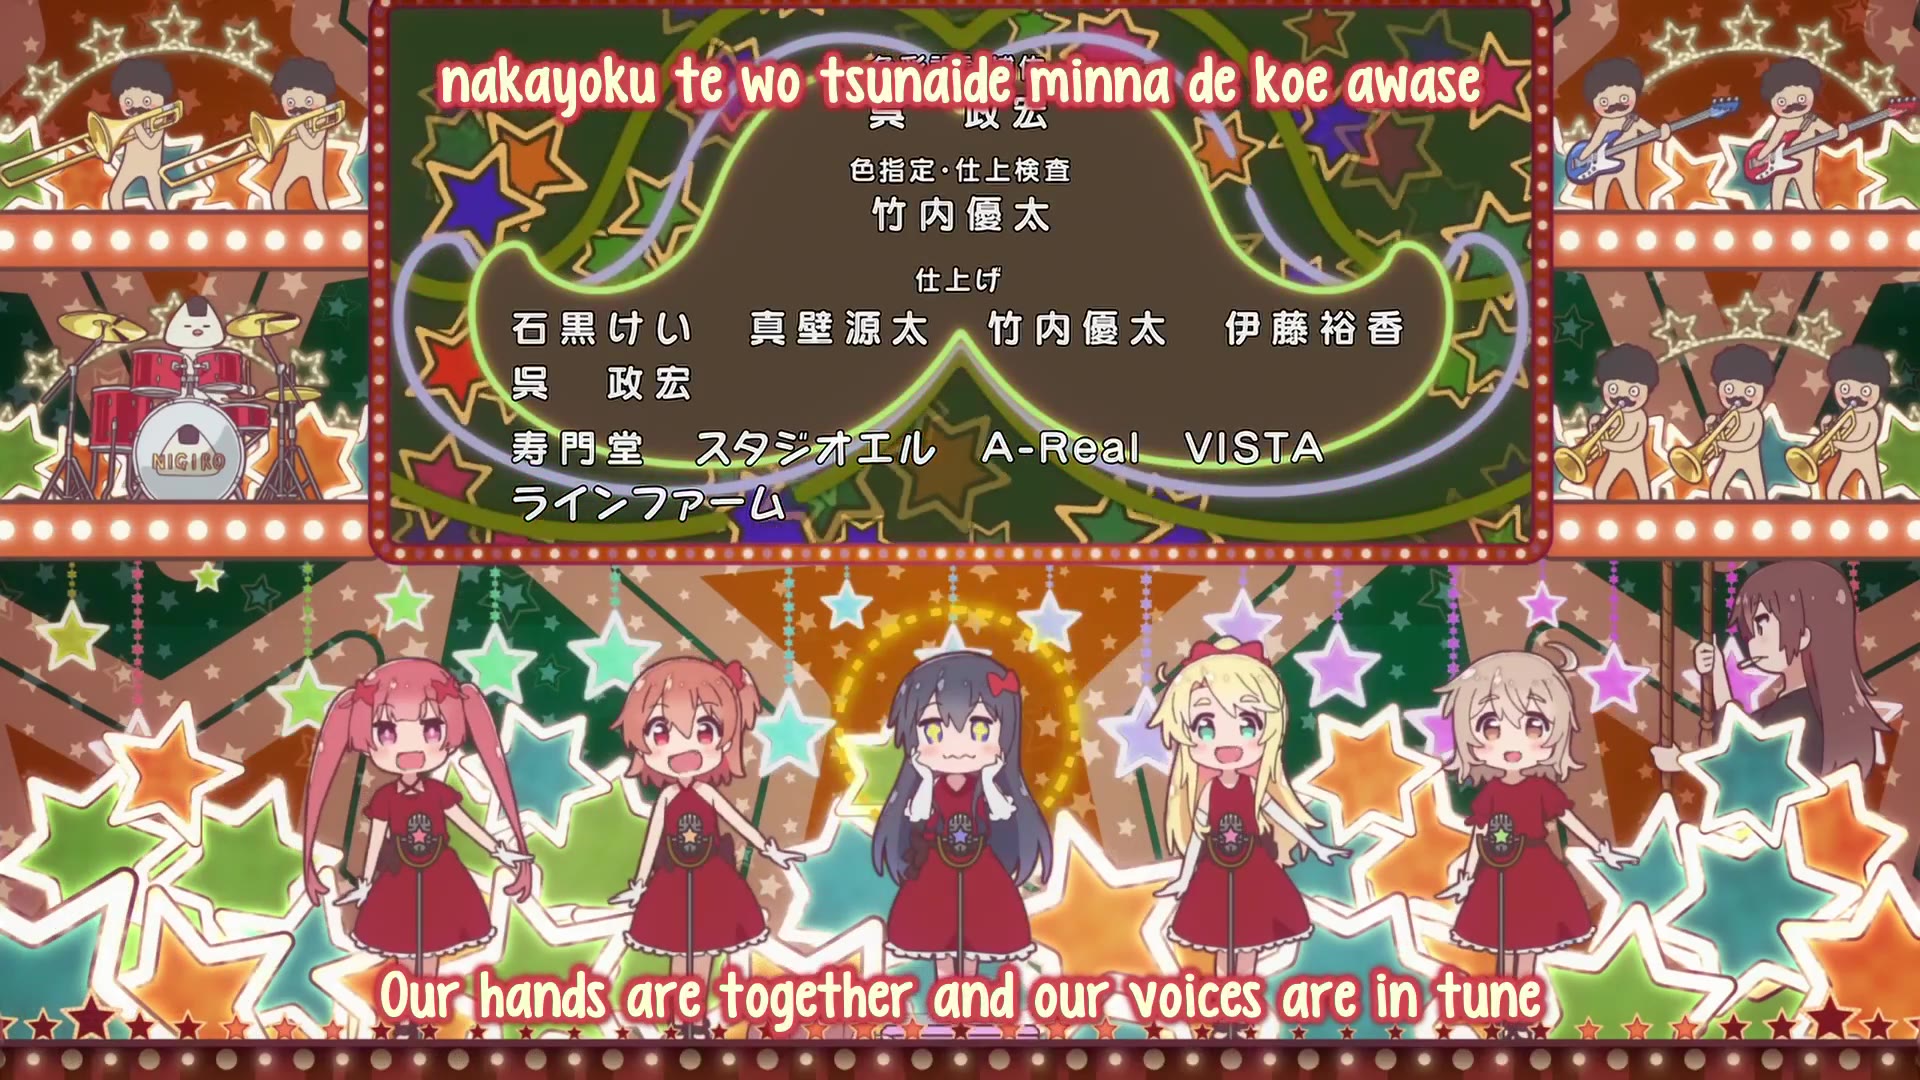 nakayoku te wo tsunaide minna de koe awase
呉　政宏
色指定･仕上検査
竹内優太
仕上げ
石黒けい　真壁源太　竹内優太　伊藤裕香
呉　政宏
寿門堂　スタジオエル　A-Real　VISTA
ラインファーム
NIGIRO
Our hands are together and our voices are in tune